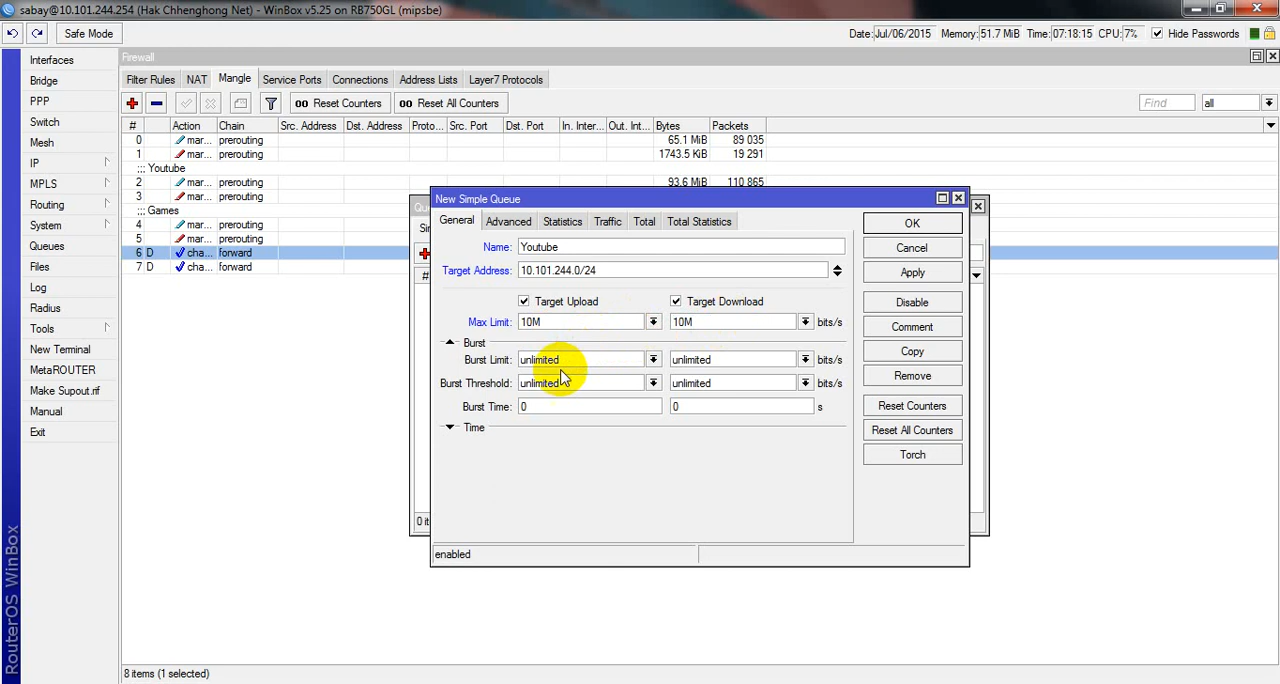 sabay@10.101.244.254 (Hak Chhenghong Net) - WinBox v5.25 on RB750GL (mipsbe)
Safe Mode Date: Jul/06/2015 Memory: 51.7 MiB Time: 07:18:15 CPU: 7% Hide Passwords
Interfaces
Bridge
PPP
Switch
Mesh
IP
MPLS
Routing
System
Queues
Files
Log
Radius
Tools
New Terminal
MetaROUTER
Make Supout.rif
Manual
Exit
RouterOS WinBox
Firewall
Filter Rules NAT Mangle Service Ports Connections Address Lists Layer7 Protocols
00 Reset Counters 00 Reset All Counters Find all
# Action Chain Src. Address Dst. Address Proto... Src. Port Dst. Port In. Inter... Out. Int... Bytes Packets
0 mar... prerouting 65.1 MiB 89 035
1 mar... prerouting 1743.5 KiB 19 291
;;; Youtube
2 mar... prerouting 93.6 MiB 110 865
3 mar... prerouting
;;; Games
4 mar... prerouting
5 mar... prerouting
6 D cha... forward
7 D cha... forward
8 items (1 selected)
#
0 it
New Simple Queue
General Advanced Statistics Traffic Total Total Statistics
Name: Youtube
Target Address: 10.101.244.0/24
Target Upload Target Download
Max Limit: 10M 10M bits/s
Burst
Burst Limit: unlimited unlimited bits/s
Burst Threshold: unlimited unlimited bits/s
Burst Time: 0 0 s
Time
OK
Cancel
Apply
Disable
Comment
Copy
Remove
Reset Counters
Reset All Counters
Torch
enabled